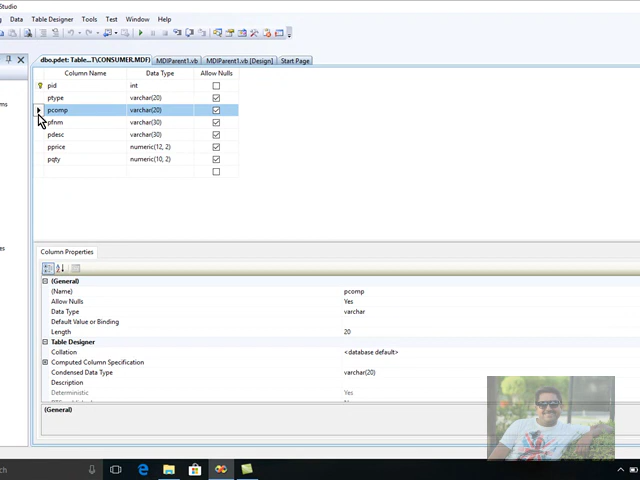 Studio
Data Table Designer Tools Test Window Help
dbo.pdet: Table...T\CONSUMER.MDF) MDIParent1.vb MDIParent1.vb [Design] Start Page
Column Name Data Type Allow Nulls
pid int
ptype varchar(20)
pcomp varchar(20)
pfnm varchar(30)
pdesc varchar(30)
pprice numeric(12, 2)
pqty numeric(10, 2)
Column Properties
(General)
(Name) pcomp
Allow Nulls Yes
Data Type varchar
Default Value or Binding
Length 20
Table Designer
Collation <database default>
Computed Column Specification
Condensed Data Type varchar(20)
Description
Deterministic Yes
(General)